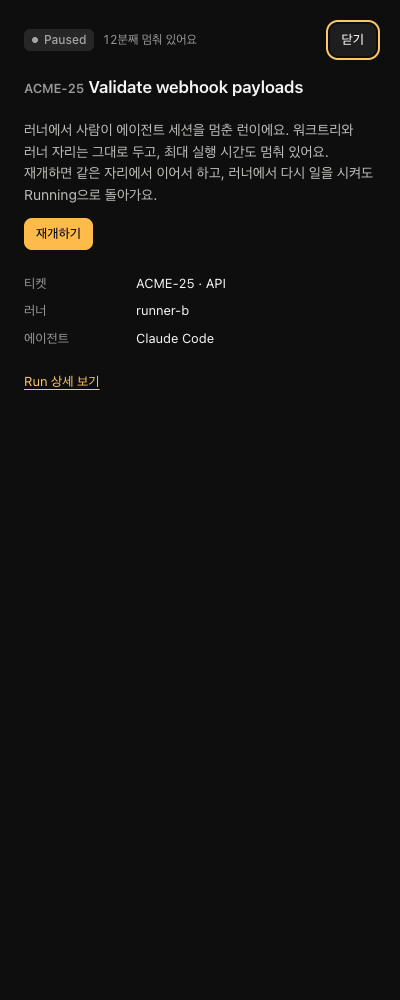 Paused 12분째 멈춰 있어요 닫기
ACME-25 Validate webhook payloads
러너에서 사람이 에이전트 세션을 멈춘 런이에요. 워크트리와
러너 자리는 그대로 두고, 최대 실행 시간도 멈춰 있어요.
재개하면 같은 자리에서 이어서 하고, 러너에서 다시 일을 시켜도
Running으로 돌아가요.
재개하기
티켓 ACME-25 · API
러너 runner-b
에이전트 Claude Code
Run 상세 보기